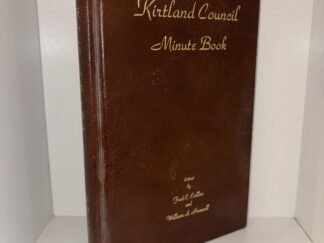 Kirtland Council
Minute Book
Edited
by
Fred C. Collier
and
William S. Harwell